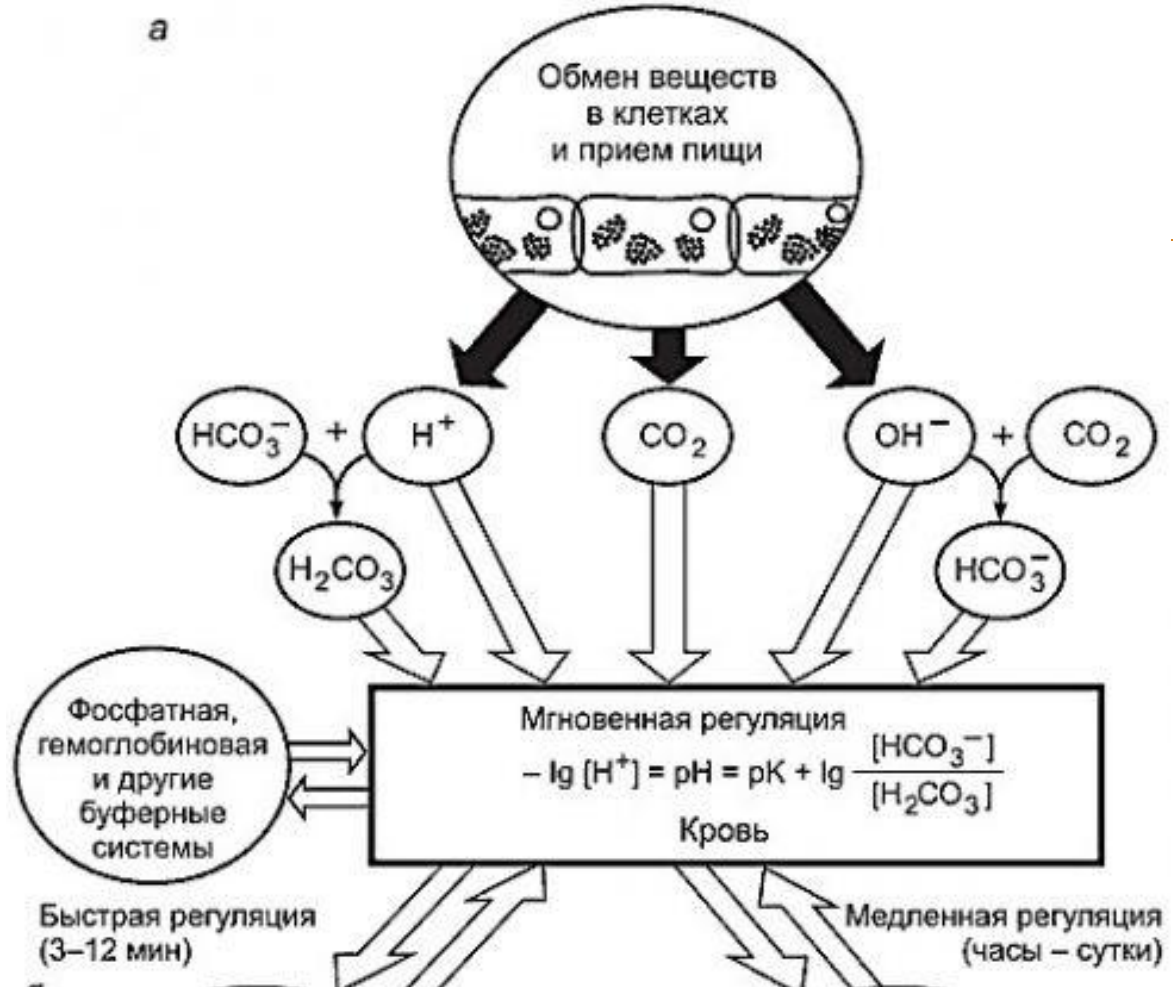 а
Обмен веществ
в клетках
и прием пищи
HCO₃⁻ + H⁺
CO₂
OH⁻ + CO₂
H₂CO₃
HCO₃⁻
Фосфатная,
гемоглобиновая
и другие
буферные
системы
Мгновенная регуляция
– lg [H⁺] = pH = pK + lg [HCO₃⁻] / [H₂CO₃]
Кровь
Быстрая регуляция
(3–12 мин)
Медленная регуляция
(часы – сутки)